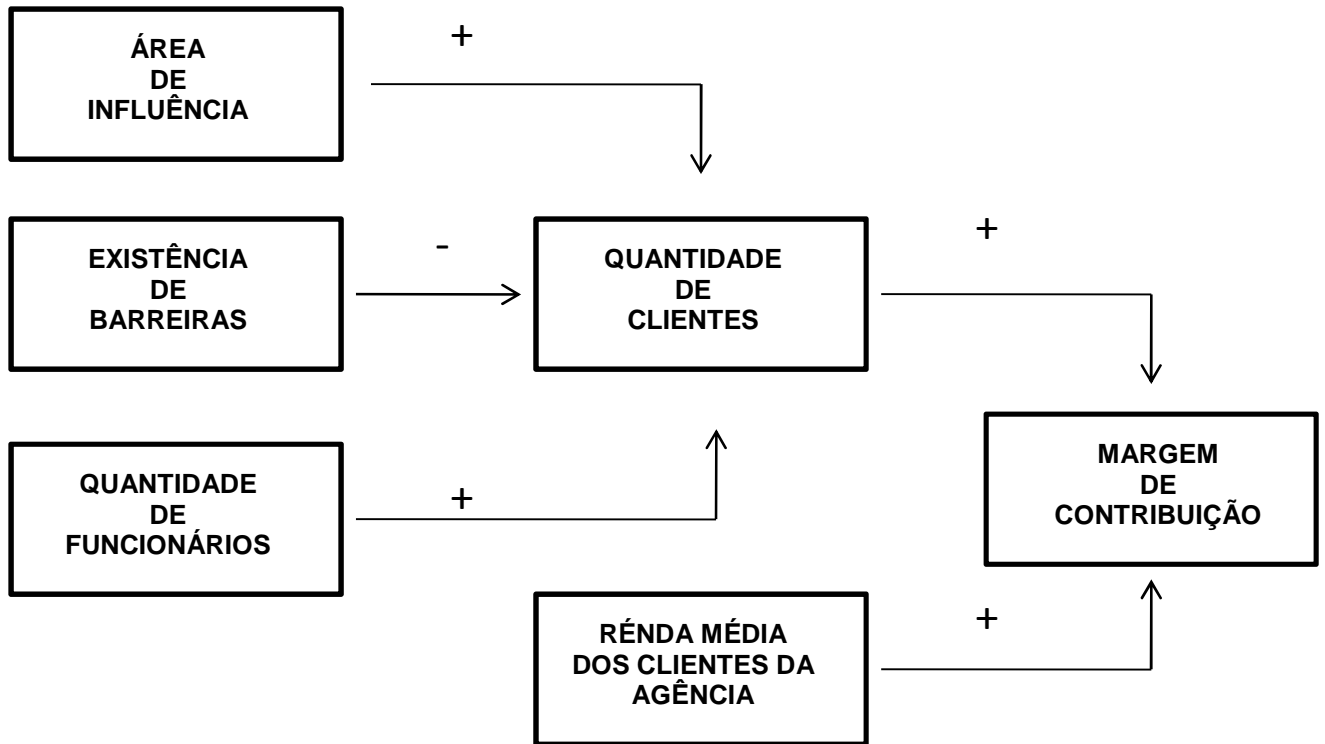 ÁREA
DE
INFLUÊNCIA
+
EXISTÊNCIA
DE
BARREIRAS
-
QUANTIDADE
DE
CLIENTES
+
QUANTIDADE
DE
FUNCIONÁRIOS
+
MARGEM
DE
CONTRIBUIÇÃO
RÉNDA MÉDIA
DOS CLIENTES DA
AGÊNCIA
+